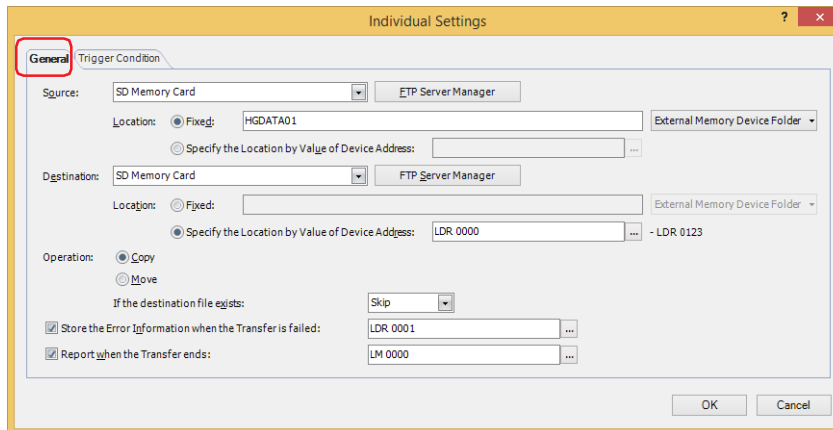 Individual Settings
? ×
General Trigger Condition
Source: SD Memory Card FTP Server Manager
Location: Fixed: HGDATA01 External Memory Device Folder
Specify the Location by Value of Device Address: ...
Destination: SD Memory Card FTP Server Manager
Location: Fixed: External Memory Device Folder
Specify the Location by Value of Device Address: LDR 0000 ... - LDR 0123
Operation: Copy
Move
If the destination file exists: Skip
Store the Error Information when the Transfer is failed: LDR 0001 ...
Report when the Transfer ends: LM 0000 ...
OK Cancel